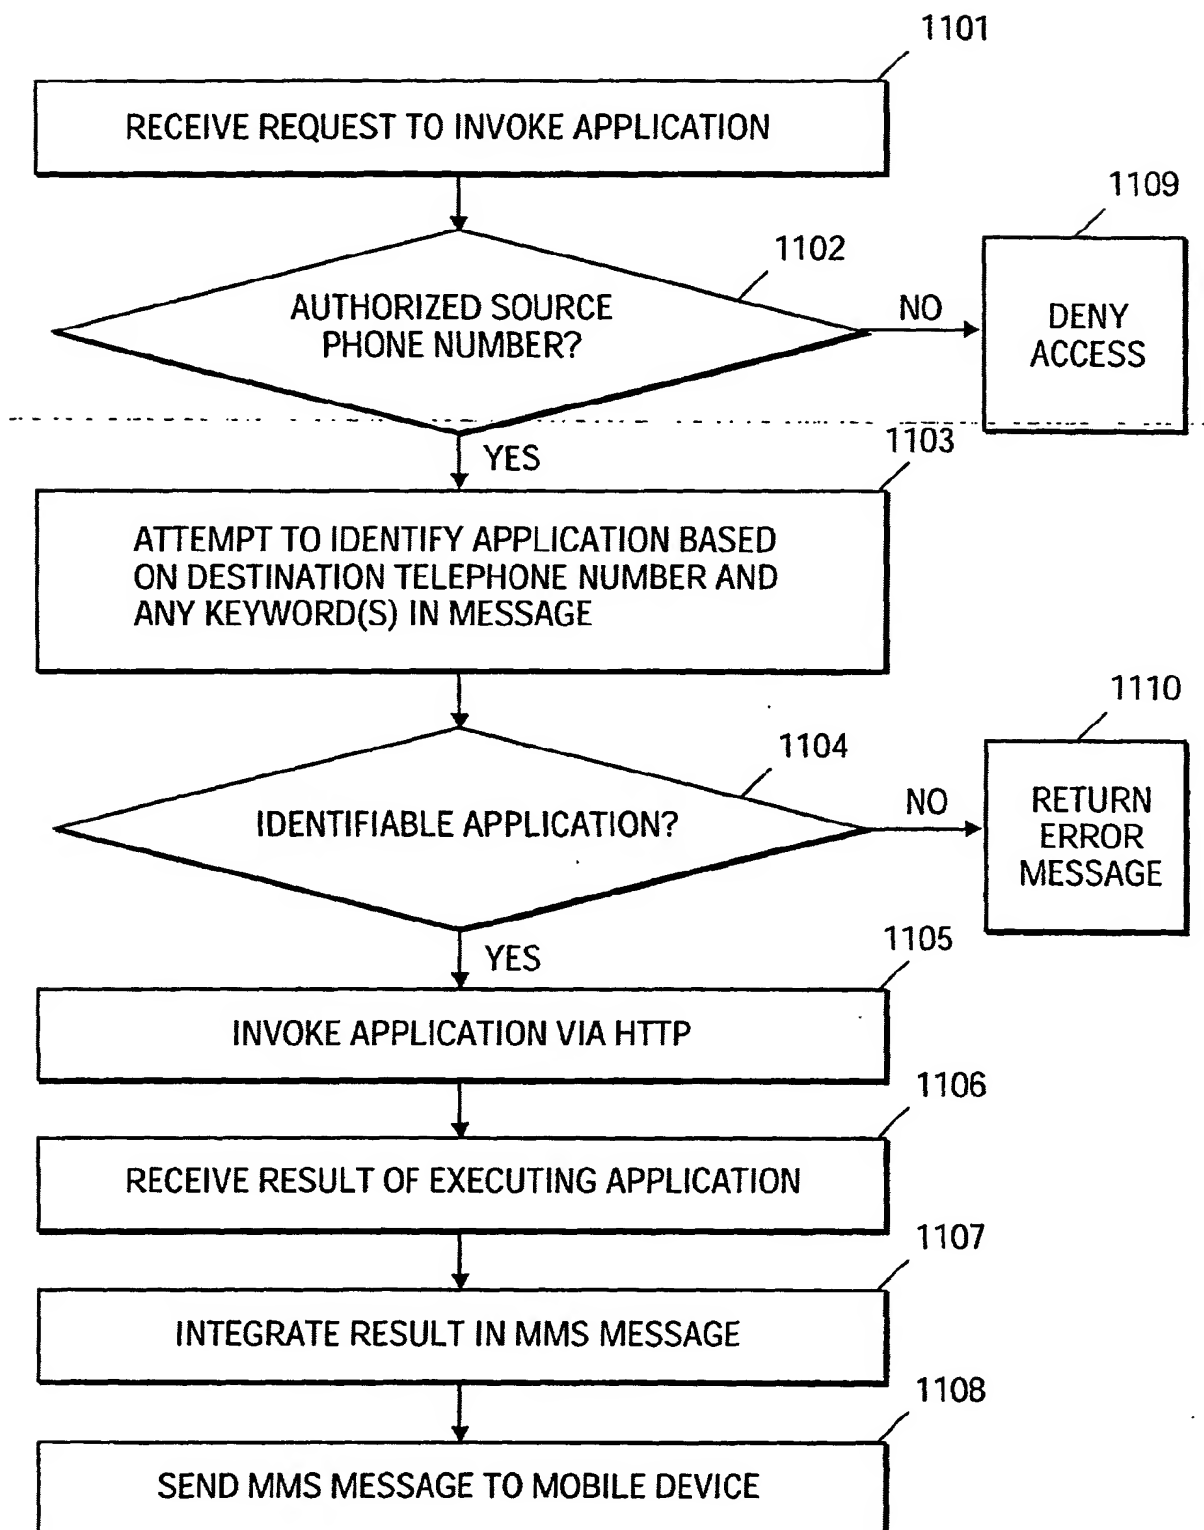 1101
RECEIVE REQUEST TO INVOKE APPLICATION
1109
1102
AUTHORIZED SOURCE
PHONE NUMBER?
NO
DENY
ACCESS
YES
1103
ATTEMPT TO IDENTIFY APPLICATION BASED
ON DESTINATION TELEPHONE NUMBER AND
ANY KEYWORD(S) IN MESSAGE
1110
1104
IDENTIFIABLE APPLICATION?
NO
RETURN
ERROR
MESSAGE
YES
1105
INVOKE APPLICATION VIA HTTP
1106
RECEIVE RESULT OF EXECUTING APPLICATION
1107
INTEGRATE RESULT IN MMS MESSAGE
1108
SEND MMS MESSAGE TO MOBILE DEVICE